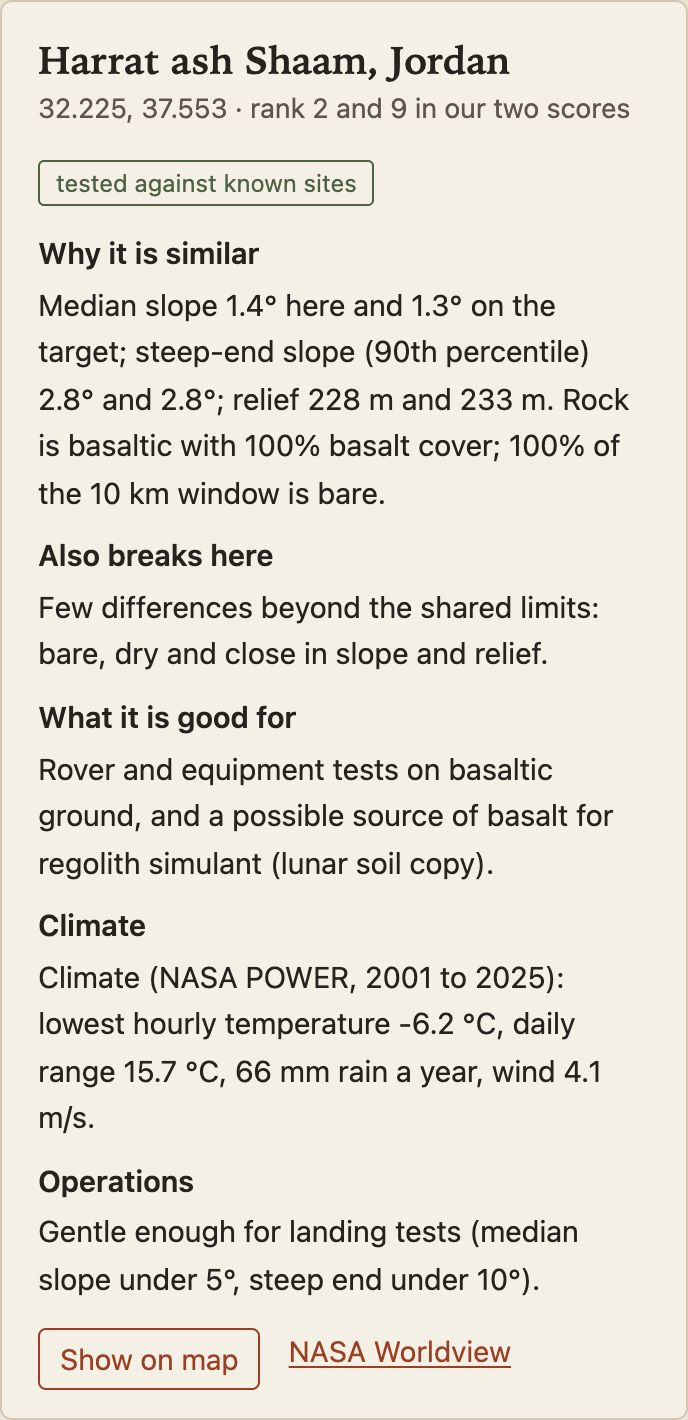 Harrat ash Shaam, Jordan
32.225, 37.553 · rank 2 and 9 in our two scores
tested against known sites
Why it is similar
Median slope 1.4° here and 1.3° on the
target; steep-end slope (90th percentile)
2.8° and 2.8°; relief 228 m and 233 m. Rock
is basaltic with 100% basalt cover; 100% of
the 10 km window is bare.
Also breaks here
Few differences beyond the shared limits:
bare, dry and close in slope and relief.
What it is good for
Rover and equipment tests on basaltic
ground, and a possible source of basalt for
regolith simulant (lunar soil copy).
Climate
Climate (NASA POWER, 2001 to 2025):
lowest hourly temperature -6.2 °C, daily
range 15.7 °C, 66 mm rain a year, wind 4.1
m/s.
Operations
Gentle enough for landing tests (median
slope under 5°, steep end under 10°).
Show on map
NASA Worldview